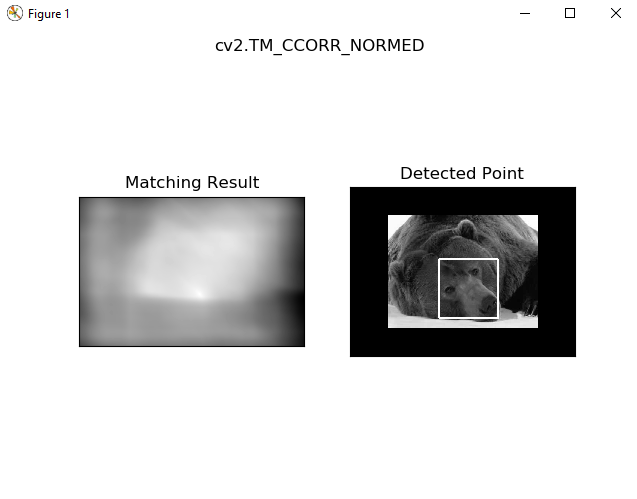 Figure 1
cv2.TM_CCORR_NORMED
Matching Result
Detected Point